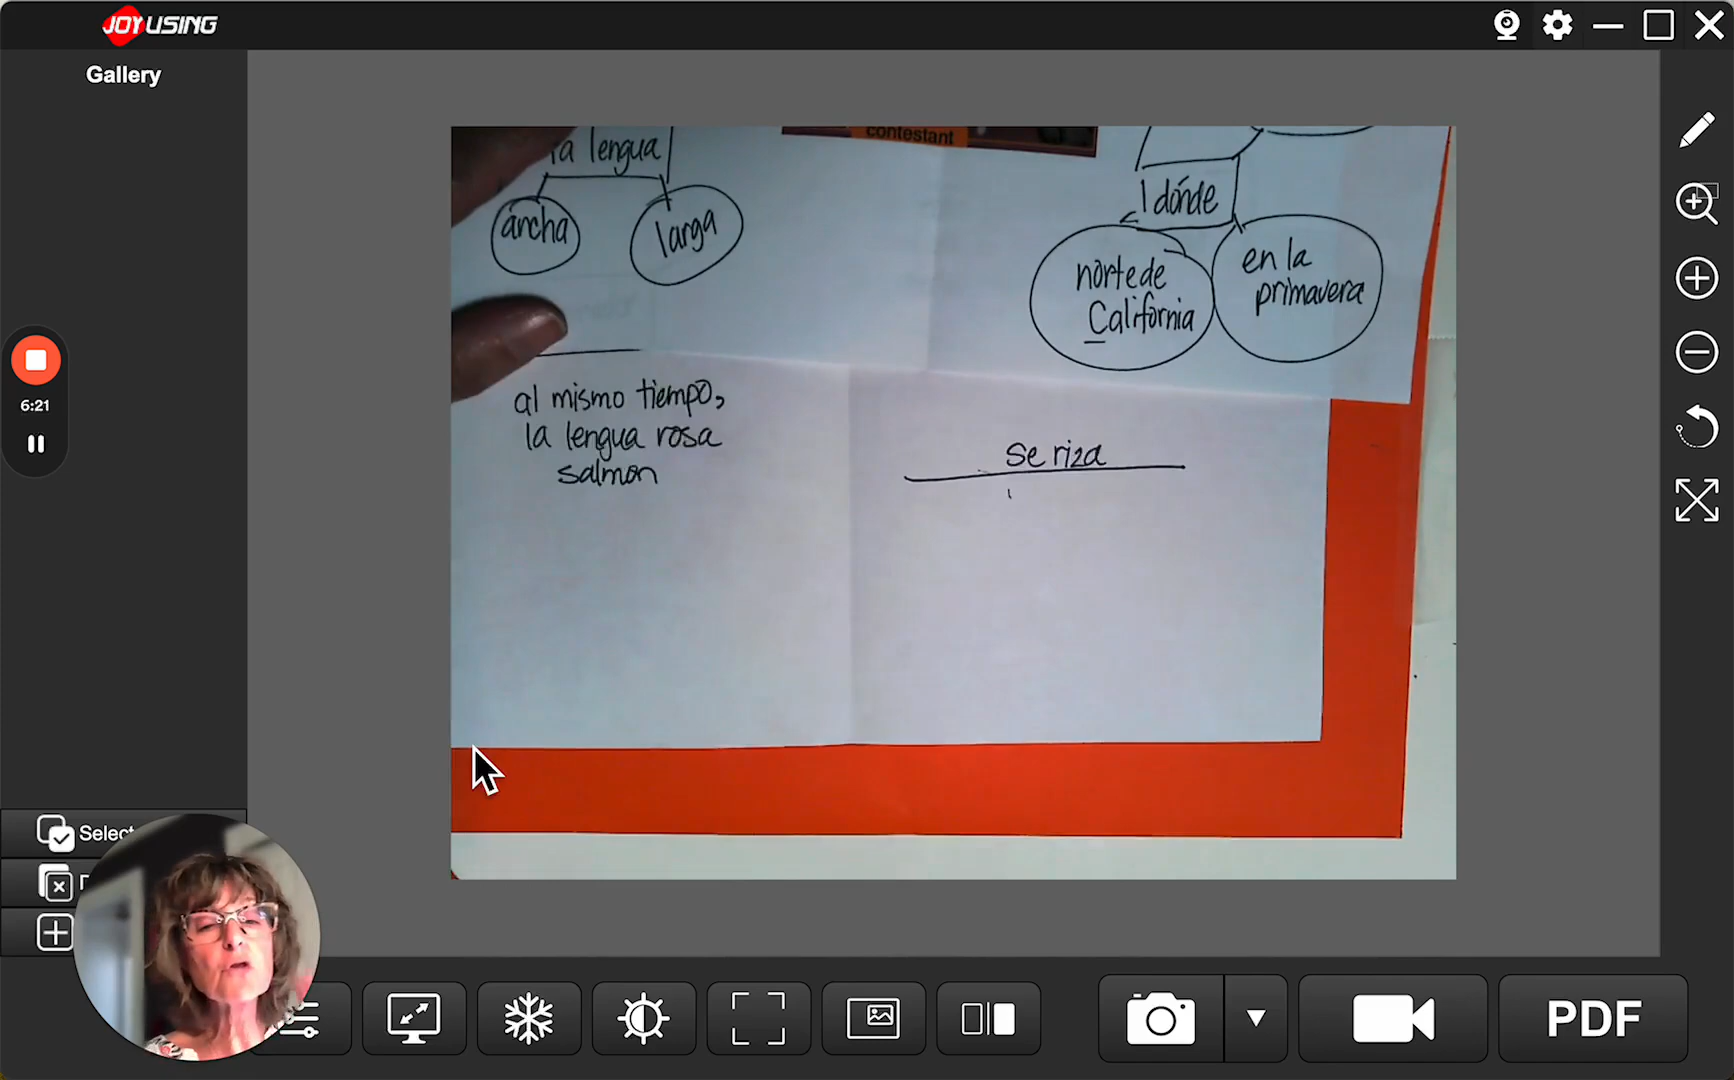 JOYUSING
Gallery
contestant
la lengua
ancha
larga
dónde
norte de
California
en la
primavera
6:21
al mismo tiempo,
la lengua rosa
salmon
se riza
Select
PDF